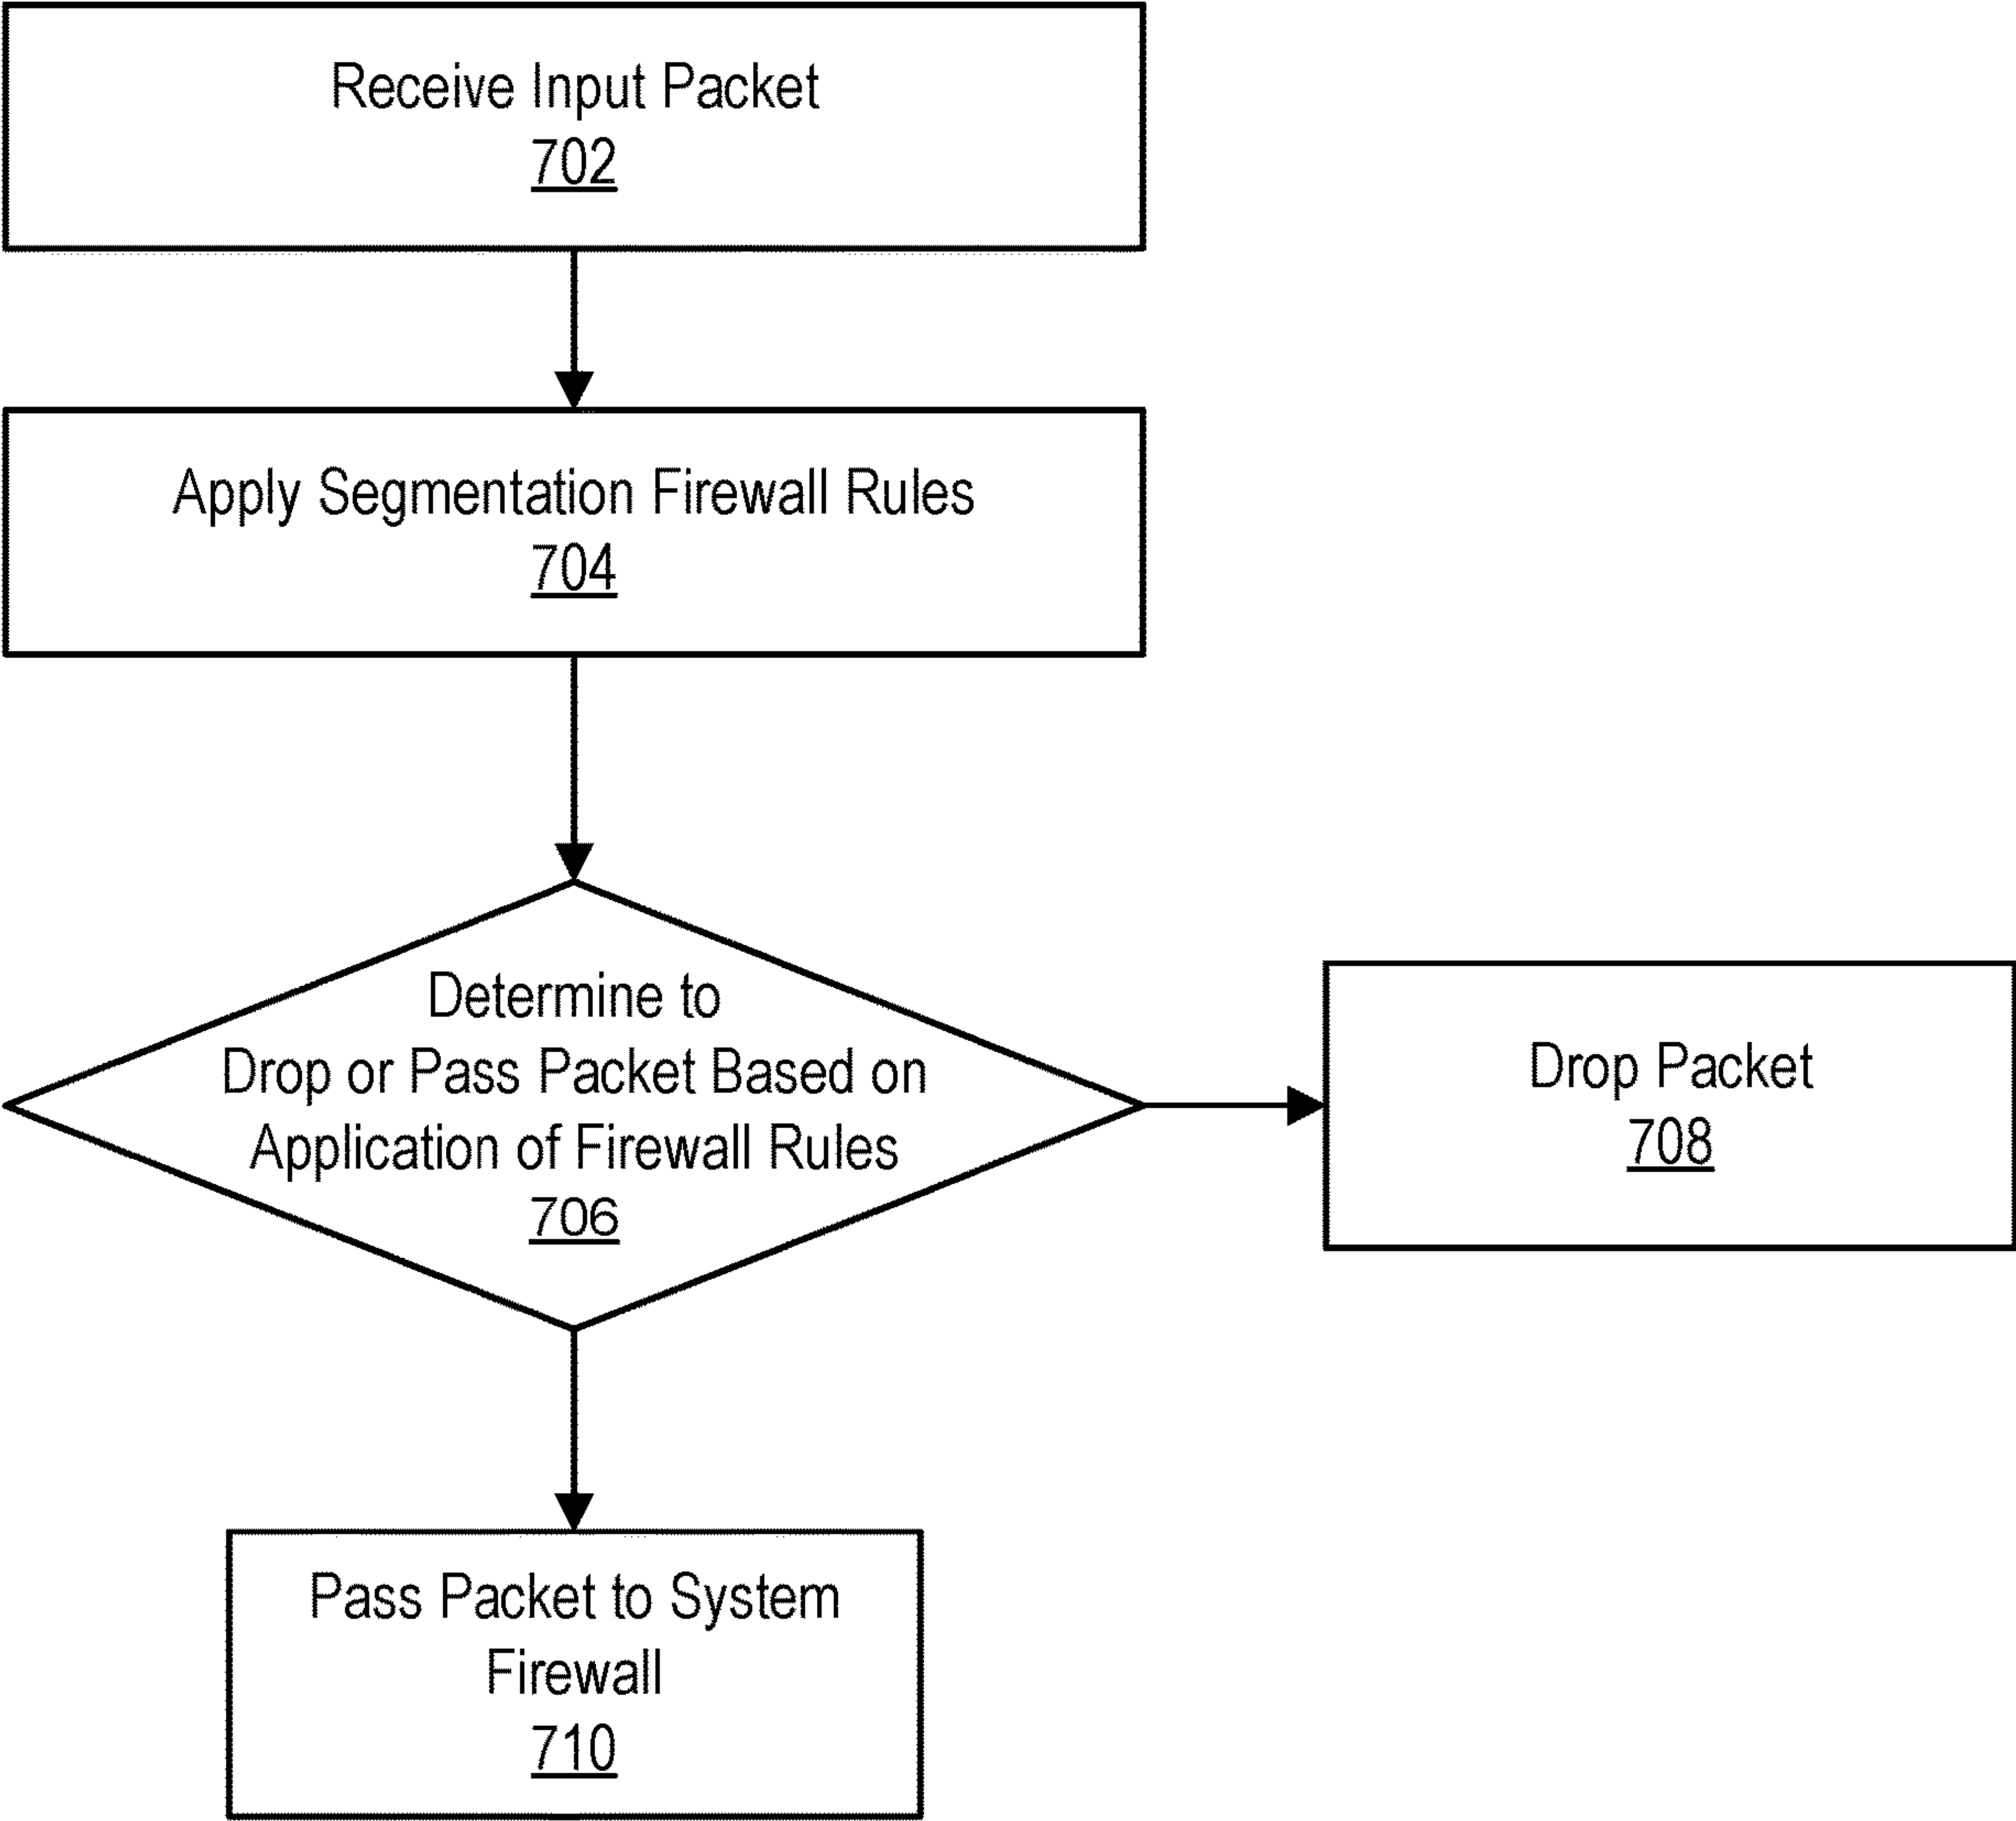 Receive Input Packet
702
Apply Segmentation Firewall Rules
704
Determine to
Drop or Pass Packet Based on
Application of Firewall Rules
706
Drop Packet
708
Pass Packet to System
Firewall
710